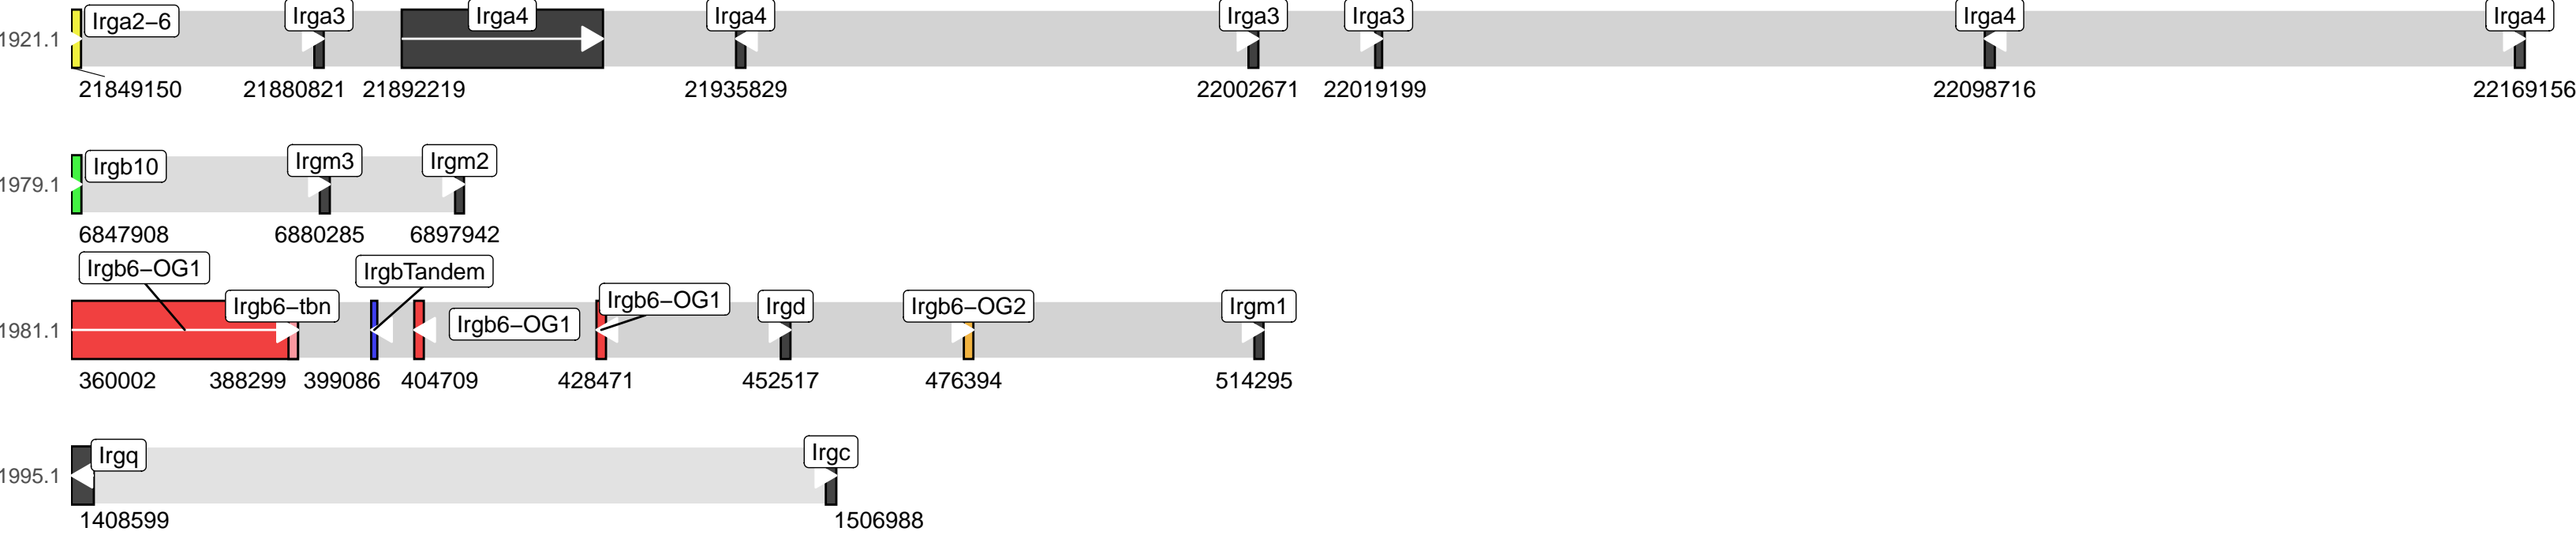 Irga2−6 Irga3 Irga4 Irga4 Irga3 Irga3 Irga4 Irga4
1921.1
21849150 21880821 21892219 21935829 22002671 22019199 22098716 22169156
Irgb10 Irgm3 Irgm2
1979.1
6847908 6880285 6897942
Irgb6−OG1 IrgbTandem
Irgb6−tbn Irgb6−OG1 Irgb6−OG1 Irgd Irgb6−OG2 Irgm1
1981.1
360002 388299 399086 404709 428471 452517 476394 514295
Irgq Irgc
1995.1
1408599 1506988